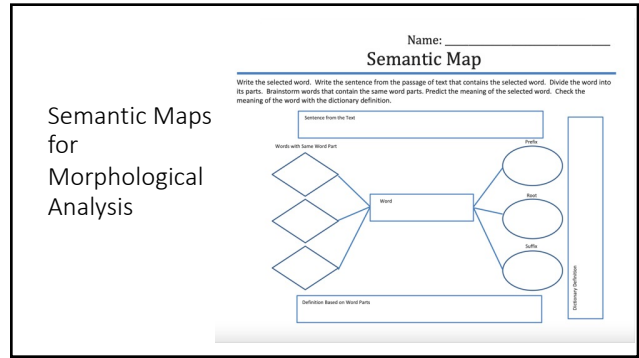 Semantic Maps
for
Morphological
Analysis
Name:
Semantic Map
Write the selected word. Write the sentence from the passage of text that contains the selected word. Divide the word into
its parts. Brainstorm words that contain the same word parts. Predict the meaning of the selected word. Check the
meaning of the word with the dictionary definition.
Sentence from the Text
Words with Same Word Part
Prefix
Word
Root
Suffix
Dictionary Definition
Definition Based on Word Parts